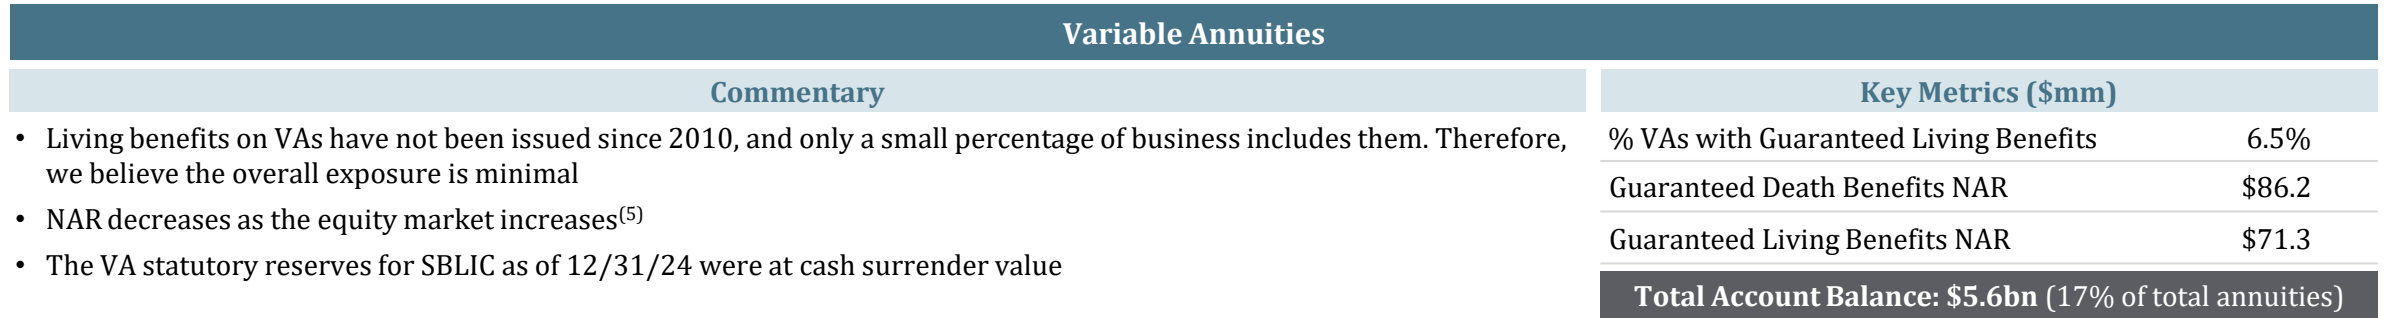 Variable Annuities
Commentary
• Living benefits on VAs have not been issued since 2010, and only a small percentage of business includes them. Therefore,
we believe the overall exposure is minimal
• NAR decreases as the equity market increases(5)
• The VA statutory reserves for SBLIC as of 12/31/24 were at cash surrender value
Key Metrics ($mm)
% VAs with Guaranteed Living Benefits 6.5%
Guaranteed Death Benefits NAR $86.2
Guaranteed Living Benefits NAR $71.3
Total Account Balance: $5.6bn (17% of total annuities)